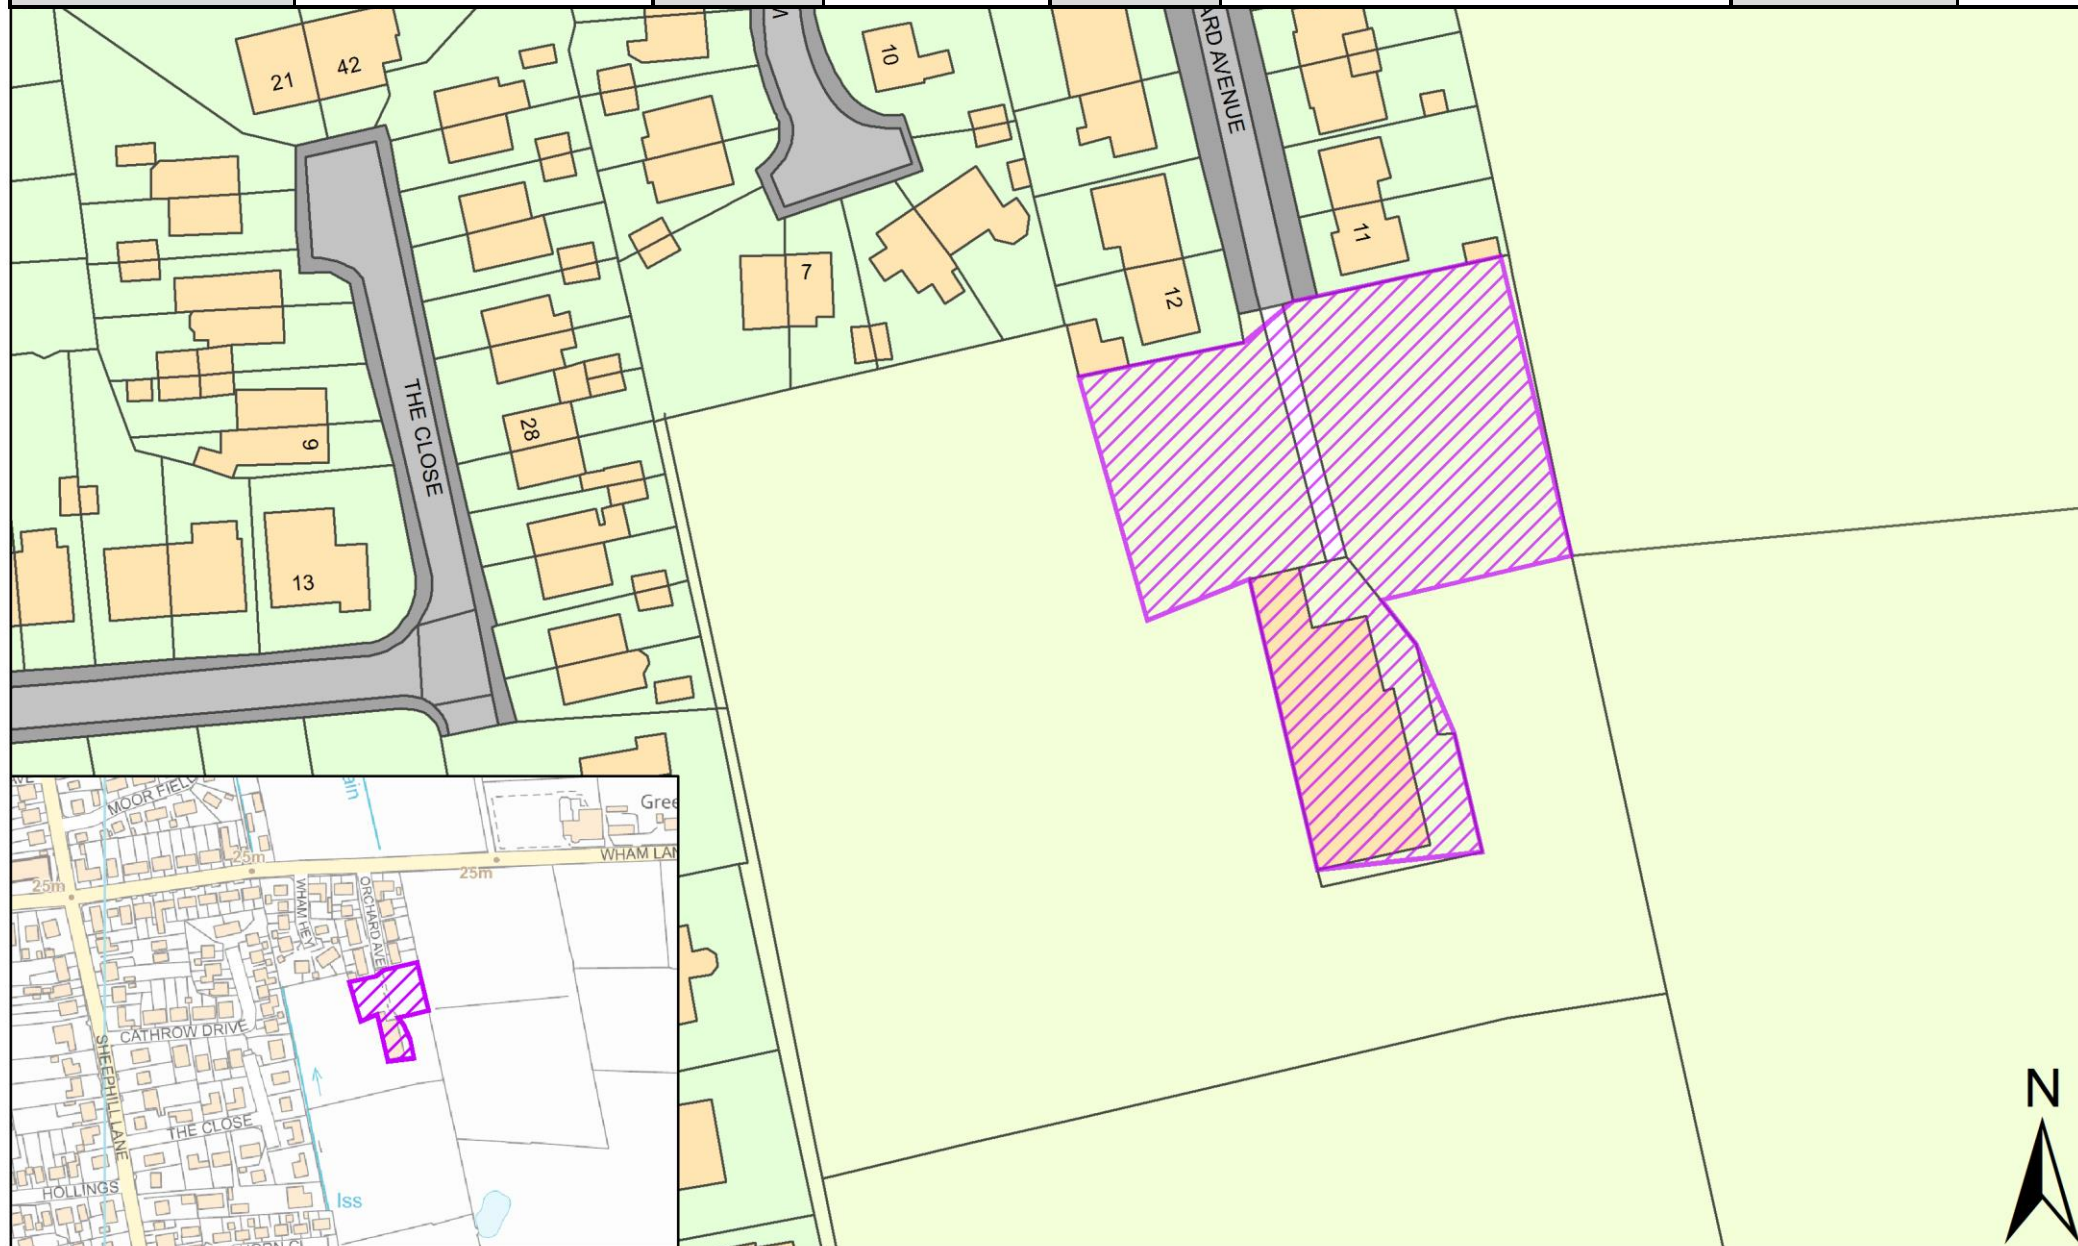 21
42
10
ARD AVENUE
11
12
7
THE CLOSE
28
9
13
MOOR FIELD
25m
WHAM LAN
25m
25m
Gree
ain
WHAM HEY
ORCHARD AVE
CATHROW DRIVE
SHEEPHILL LANE
THE CLOSE
HOLLINGS
Iss
N